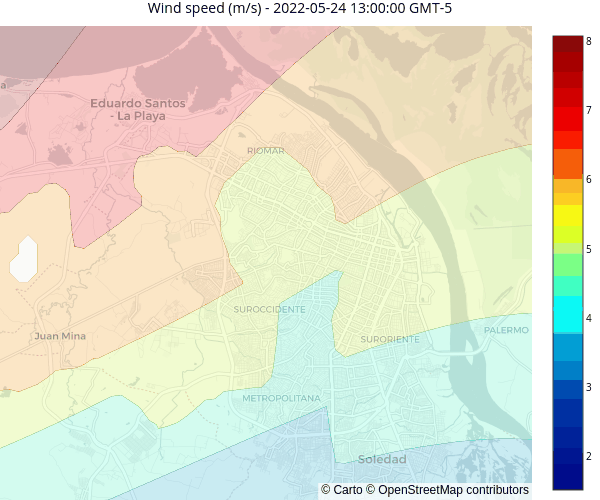 Wind speed (m/s) - 2022-05-24 13:00:00 GMT-5
8
a
Eduardo Santos
- La Playa
7
RIOMAR
6
5
SUROCCIDENTE
4
PALERMO
Juan Mina
SURORIENTE
3
METROPOLITANA
Soledad
2
© Carto © OpenStreetMap contributors